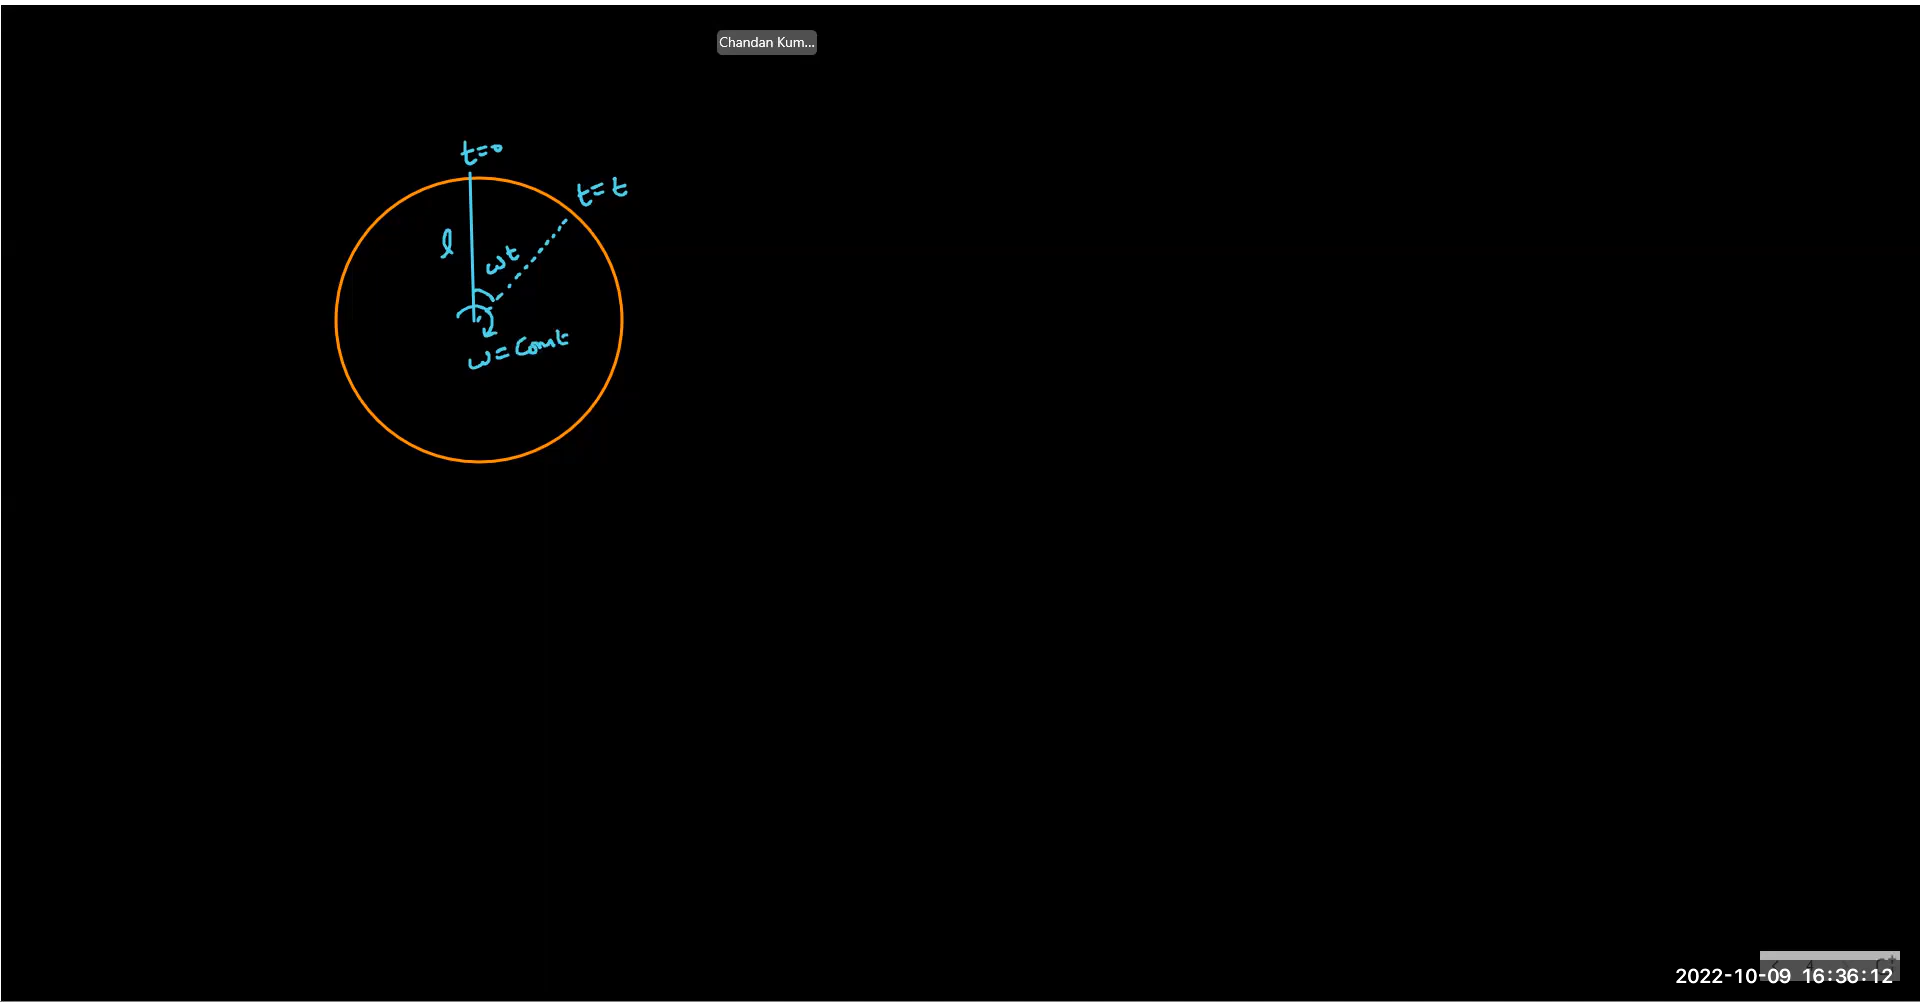 Chandan Kum...
t=0
t=t
l
ωt
ω=Const
2022-10-09 16:36:12